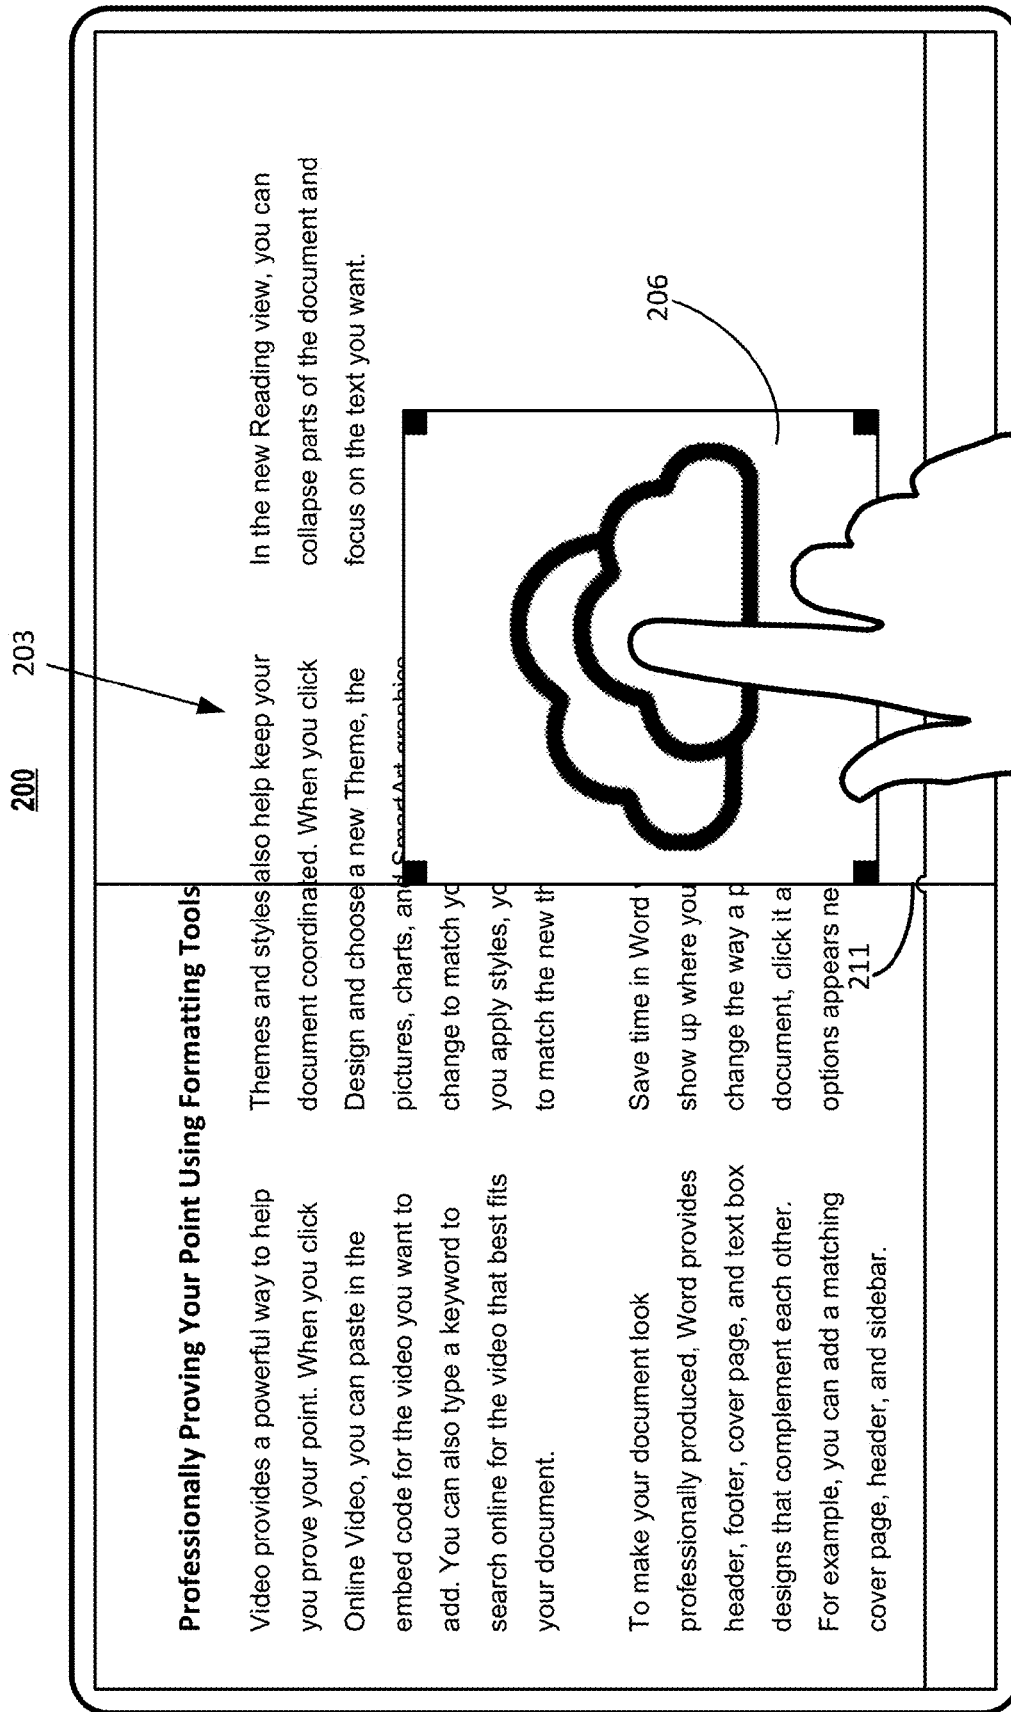 200
203
Professionally Proving Your Point Using Formatting Tools
Video provides a powerful way to help
you prove your point. When you click
Online Video, you can paste in the
embed code for the video you want to
add. You can also type a keyword to
search online for the video that best fits
your document.
To make your document look
professionally produced, Word provides
header, footer, cover page, and text box
designs that complement each other.
For example, you can add a matching
cover page, header, and sidebar.
Themes and styles also help keep your
document coordinated. When you click
Design and choose a new Theme, the
pictures, charts, and SmartArt graphics
change to match yo
you apply styles, yo
to match the new th
Save time in Word
show up where you
change the way a p
document, click it a
options appears ne
In the new Reading view, you can
collapse parts of the document and
focus on the text you want.
206
211